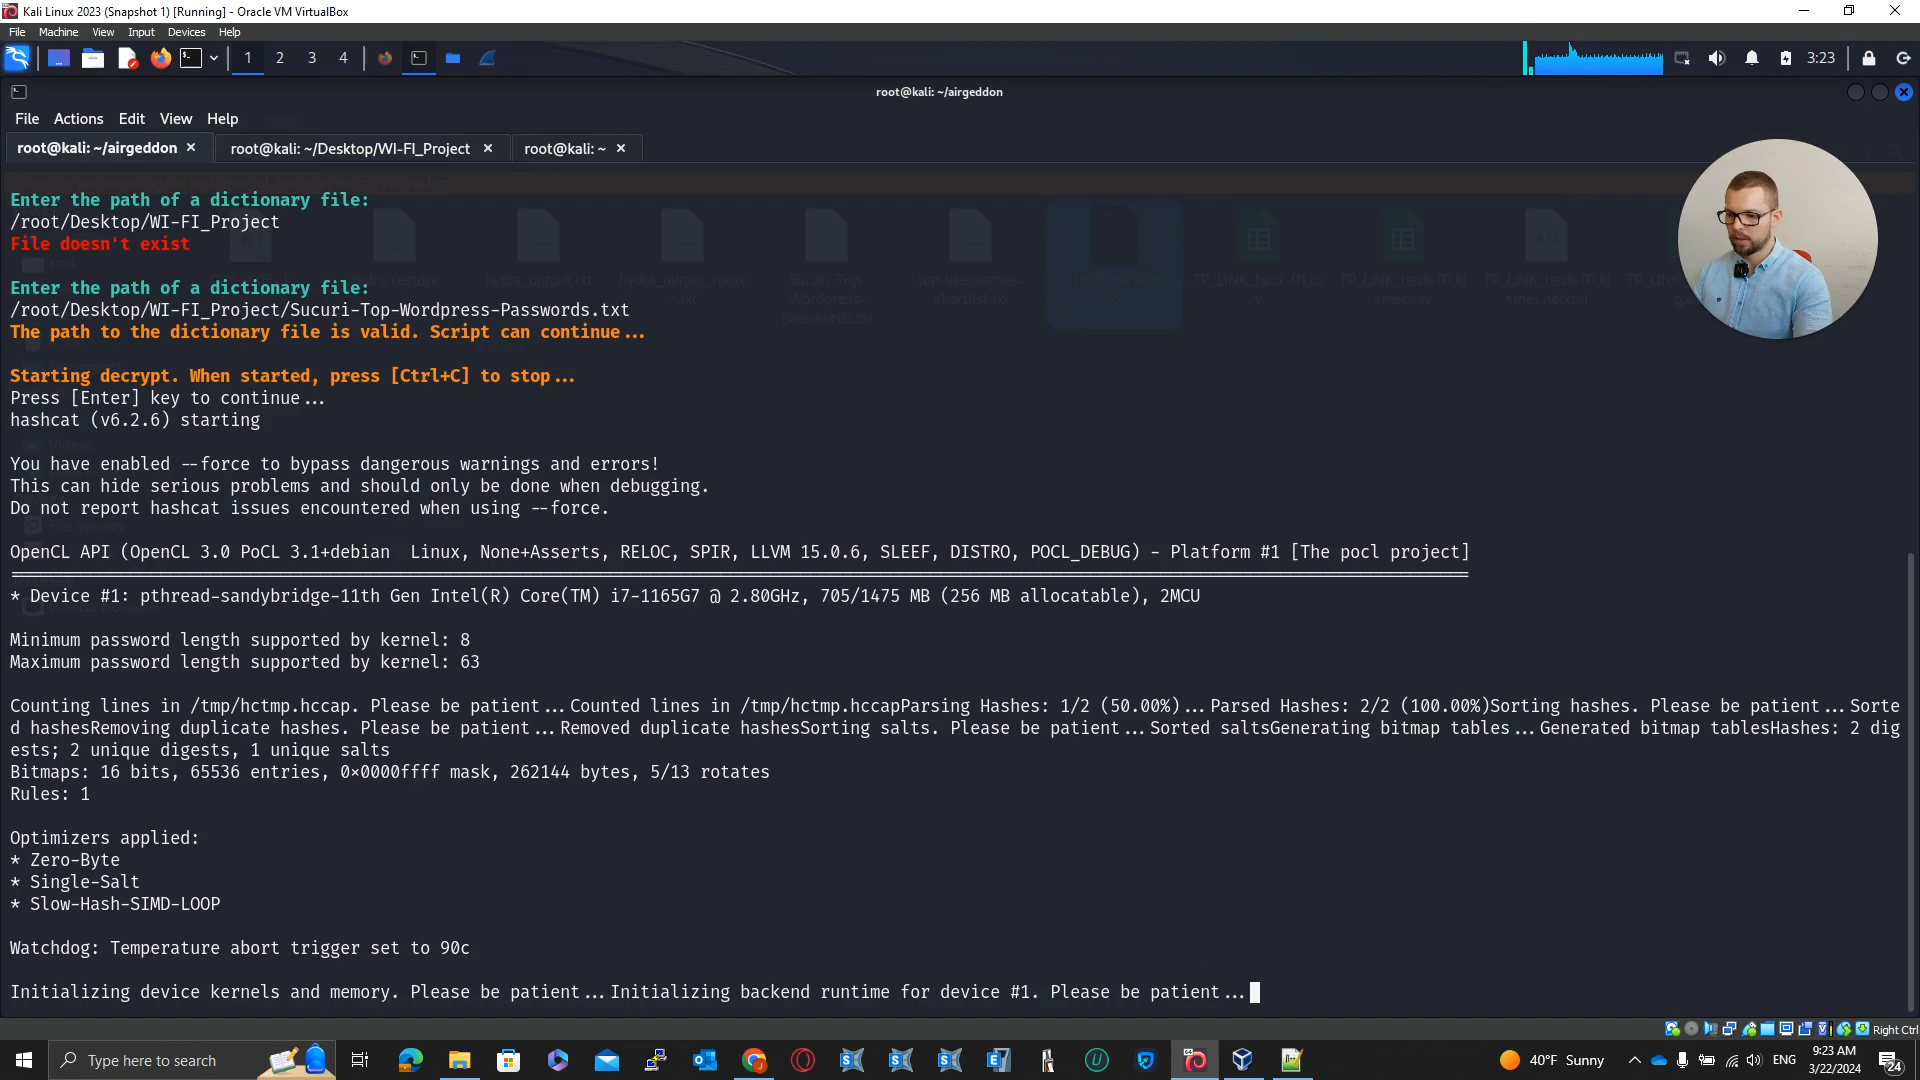 Kali Linux 2023 (Snapshot 1) [Running] - Oracle VM VirtualBox
File Machine View Input Devices Help
1 2 3 4
3:23
root@kali: ~/airgeddon
File Actions Edit View Help
root@kali: ~/airgeddon × root@kali: ~/Desktop/WI-FI_Project × root@kali: ~ ×
Enter the path of a dictionary file:
/root/Desktop/WI-FI_Project
File doesn't exist
Enter the path of a dictionary file:
/root/Desktop/WI-FI_Project/Sucuri-Top-Wordpress-Passwords.txt
The path to the dictionary file is valid. Script can continue...
Starting decrypt. When started, press [Ctrl+C] to stop...
Press [Enter] key to continue...
hashcat (v6.2.6) starting
You have enabled --force to bypass dangerous warnings and errors!
This can hide serious problems and should only be done when debugging.
Do not report hashcat issues encountered when using --force.
OpenCL API (OpenCL 3.0 PoCL 3.1+debian  Linux, None+Asserts, RELOC, SPIR, LLVM 15.0.6, SLEEF, DISTRO, POCL_DEBUG) - Platform #1 [The pocl project]
* Device #1: pthread-sandybridge-11th Gen Intel(R) Core(TM) i7-1165G7 @ 2.80GHz, 705/1475 MB (256 MB allocatable), 2MCU
Minimum password length supported by kernel: 8
Maximum password length supported by kernel: 63
Counting lines in /tmp/hctmp.hccap. Please be patient...Counted lines in /tmp/hctmp.hccapParsing Hashes: 1/2 (50.00%)...Parsed Hashes: 2/2 (100.00%)Sorting hashes. Please be patient...Sorte
d hashesRemoving duplicate hashes. Please be patient...Removed duplicate hashesSorting salts. Please be patient...Sorted saltsGenerating bitmap tables...Generated bitmap tablesHashes: 2 dig
ests; 2 unique digests, 1 unique salts
Bitmaps: 16 bits, 65536 entries, 0×0000ffff mask, 262144 bytes, 5/13 rotates
Rules: 1
Optimizers applied:
* Zero-Byte
* Single-Salt
* Slow-Hash-SIMD-LOOP
Watchdog: Temperature abort trigger set to 90c
Initializing device kernels and memory. Please be patient...Initializing backend runtime for device #1. Please be patient...
Right Ctrl
Type here to search
40°F Sunny
ENG
9:23 AM
3/22/2024
24